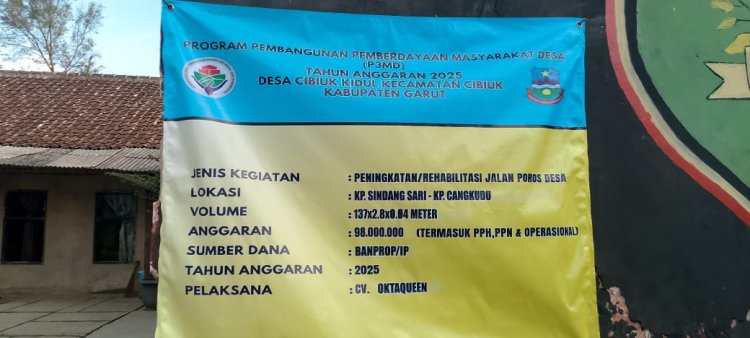 PROGRAM PEMBANGUNAN PEMBERDAYAAN MASYARAKAT DESA
(P3MD)
TAHUN ANGGARAN 2025
DESA CIBIUK KIDUL KECAMATAN CIBIUK
KABUPATEN GARUT
JENIS KEGIATAN : PENINGKATAN/REHABILITASI JALAN POROS DESA
LOKASI : KP. SINDANG SARI - KP. CANGKUDU
VOLUME : 137x2.8x0.04 METER
ANGGARAN : 98.000.000 (TERMASUK PPH,PPN & OPERASIONAL)
SUMBER DANA : BANPROP/IP
TAHUN ANGGARAN : 2025
PELAKSANA : CV. OKTAQUEEN